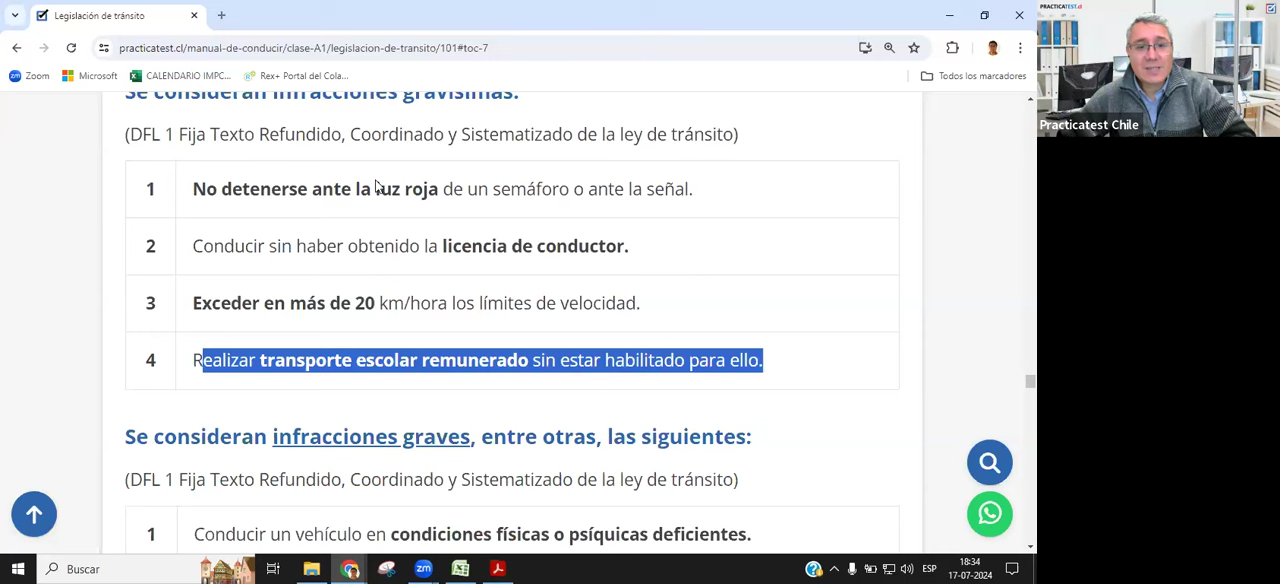 Legislación de tránsito
practicatest.cl/manual-de-conducir/clase-A1/legislacion-de-transito/101#toc-7
Zoom
Microsoft
CALENDARIO IMPC...
Rex+ Portal del Cola...
Todos los marcadores
PRACTICATEST.cl
Practicatest Chile
Se consideran infracciones gravísimas:
(DFL 1 Fija Texto Refundido, Coordinado y Sistematizado de la ley de tránsito)
1 No detenerse ante la luz roja de un semáforo o ante la señal.
2 Conducir sin haber obtenido la licencia de conductor.
3 Exceder en más de 20 km/hora los límites de velocidad.
4 Realizar transporte escolar remunerado sin estar habilitado para ello.
Se consideran infracciones graves, entre otras, las siguientes:
(DFL 1 Fija Texto Refundido, Coordinado y Sistematizado de la ley de tránsito)
1 Conducir un vehículo en condiciones físicas o psíquicas deficientes.
Buscar
zm
ESP
18:34
17-07-2024